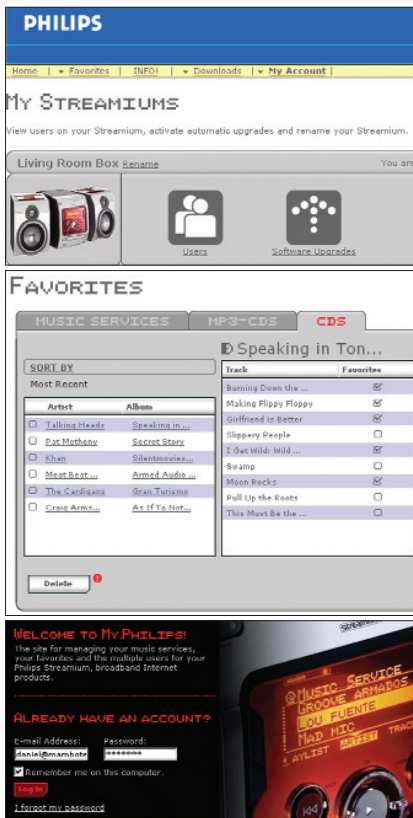 PHILIPS
Home | Favorites | INFO! | Downloads | My Account |
MY STREAMIUMS
View users on your Streamium, activate automatic upgrades and rename your Streamium.
Living Room Box Rename You are
Users Software Upgrades
FAVORITES
MUSIC SERVICES MP3-CDS CDS
Speaking in Ton...
SORT BY
Most Recent
Track Favorites
Artist Album
Talking Heads Speaking in ...
Pat Metheny Secret Story
Khan Silentmovies...
Meat Beat ... Armed Audio ...
The Cardigans Gran Turismo
Craig Arms... As If To Not...
Burning Down the ...
Making Flippy Floppy
Girlfriend is Better
Slippery People
I Get Wild: Wild ...
Swamp
Moon Rocks
Pull Up the Roots
This Must Be the ...
Delete
WELCOME TO MY.PHILIPS!
The site for managing your music services,
your favorites and the multiple users for your
Philips Streamium, broadband Internet
products.
ALREADY HAVE AN ACCOUNT?
E-mail Address: Password:
daniel@mambots *******
Remember me on this computer.
Log in
I forgot my password
MUSIC SERVICE
GROOVE ARMADOS
LOU FUENTE
MAD MIC
AYLIST ARTIST TRAC